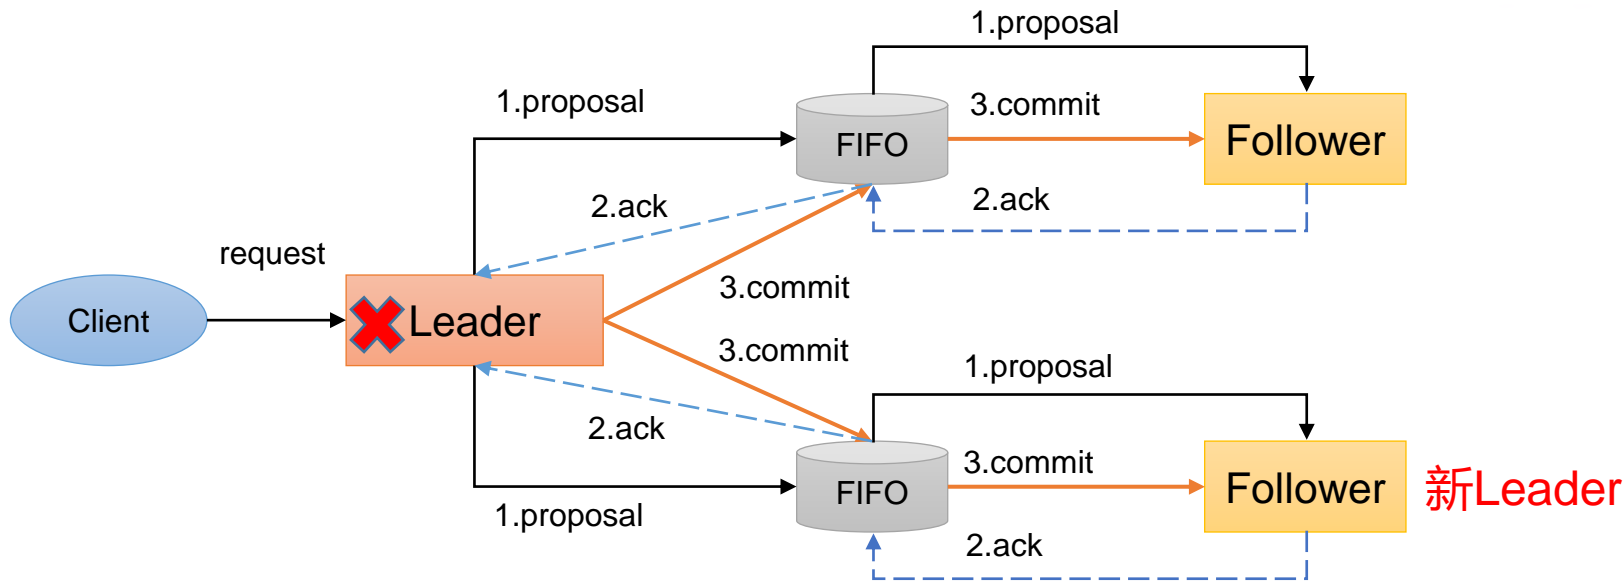 1.proposal
1.proposal
3.commit
FIFO
Follower
2.ack
2.ack
request
3.commit
Client
Leader
3.commit
1.proposal
2.ack
3.commit
FIFO
Follower
新Leader
1.proposal
2.ack